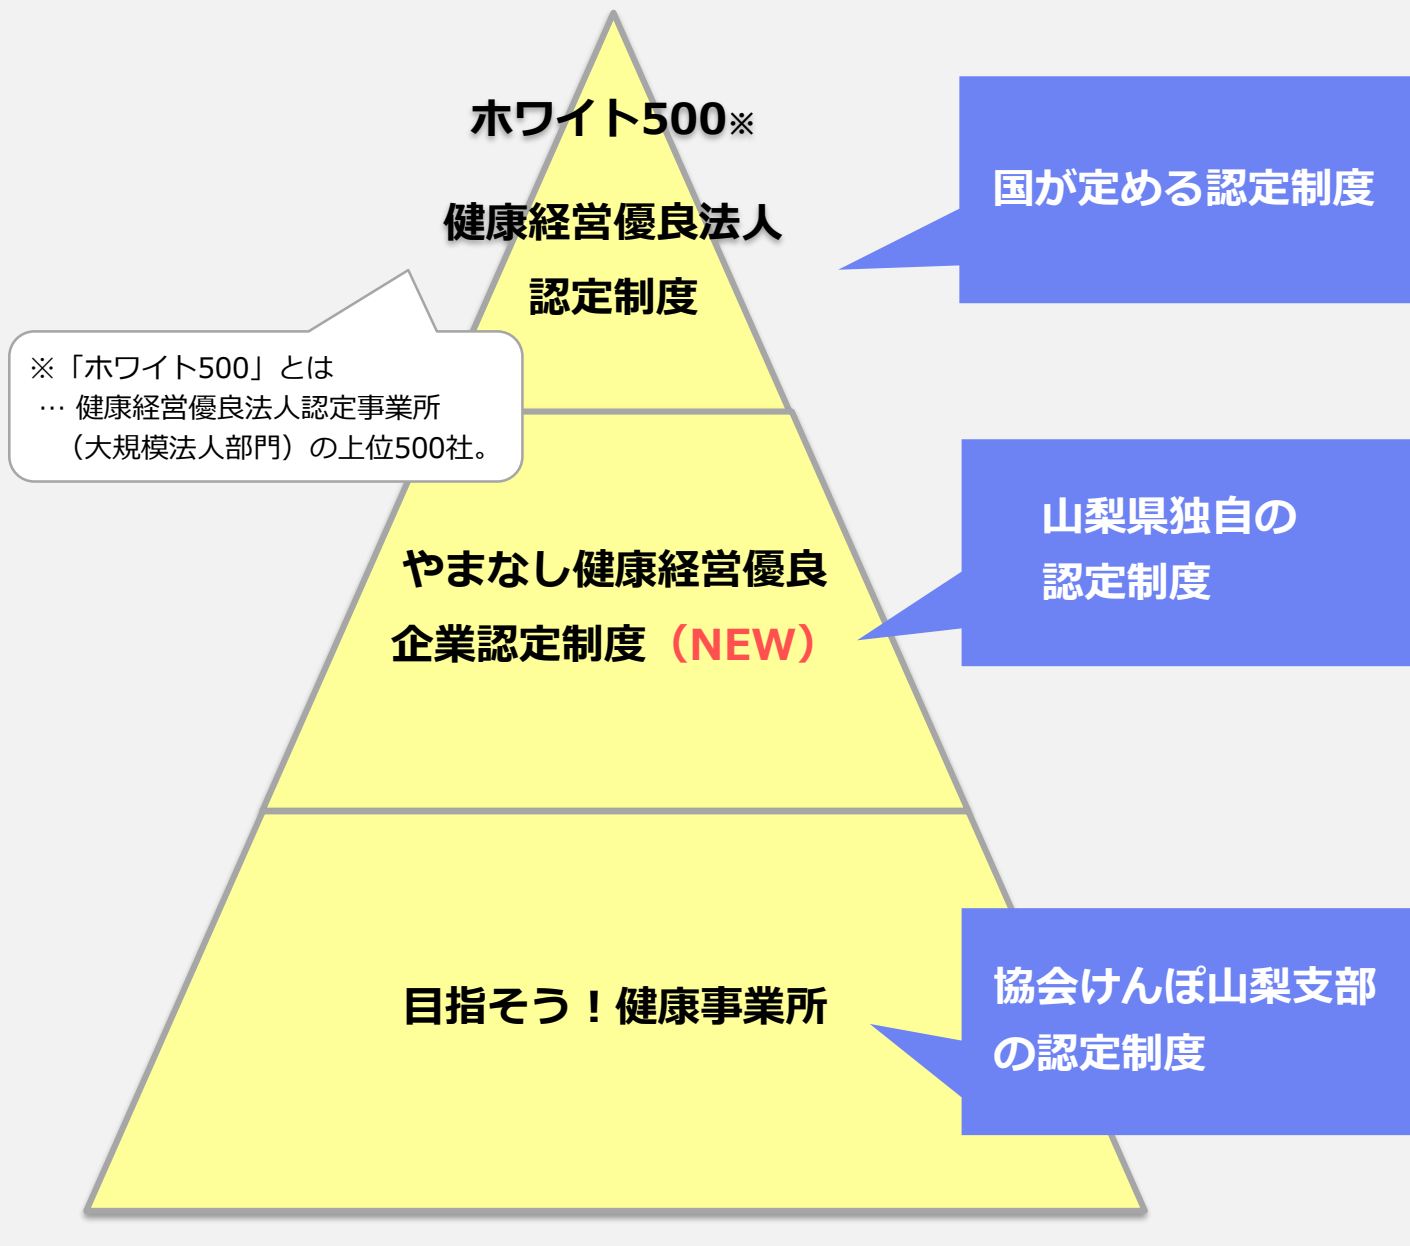 ホワイト500※
健康経営優良法人
認定制度
国が定める認定制度
※「ホワイト500」とは
… 健康経営優良法人認定事業所
（大規模法人部門）の上位500社。
やまなし健康経営優良
企業認定制度（NEW）
山梨県独自の
認定制度
目指そう！健康事業所
協会けんぽ山梨支部
の認定制度